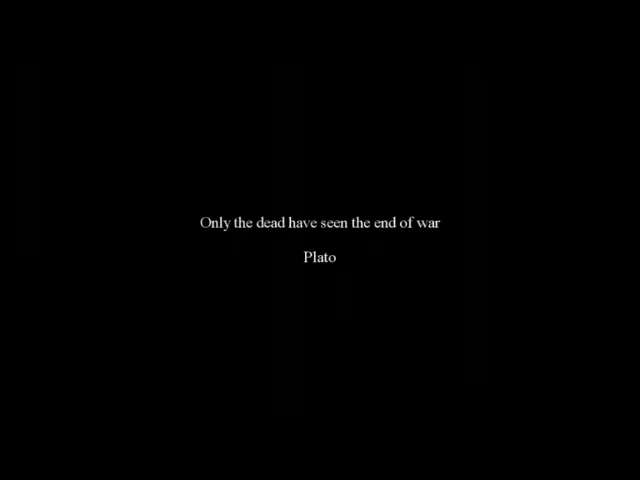 Only the dead have seen the end of war
Plato